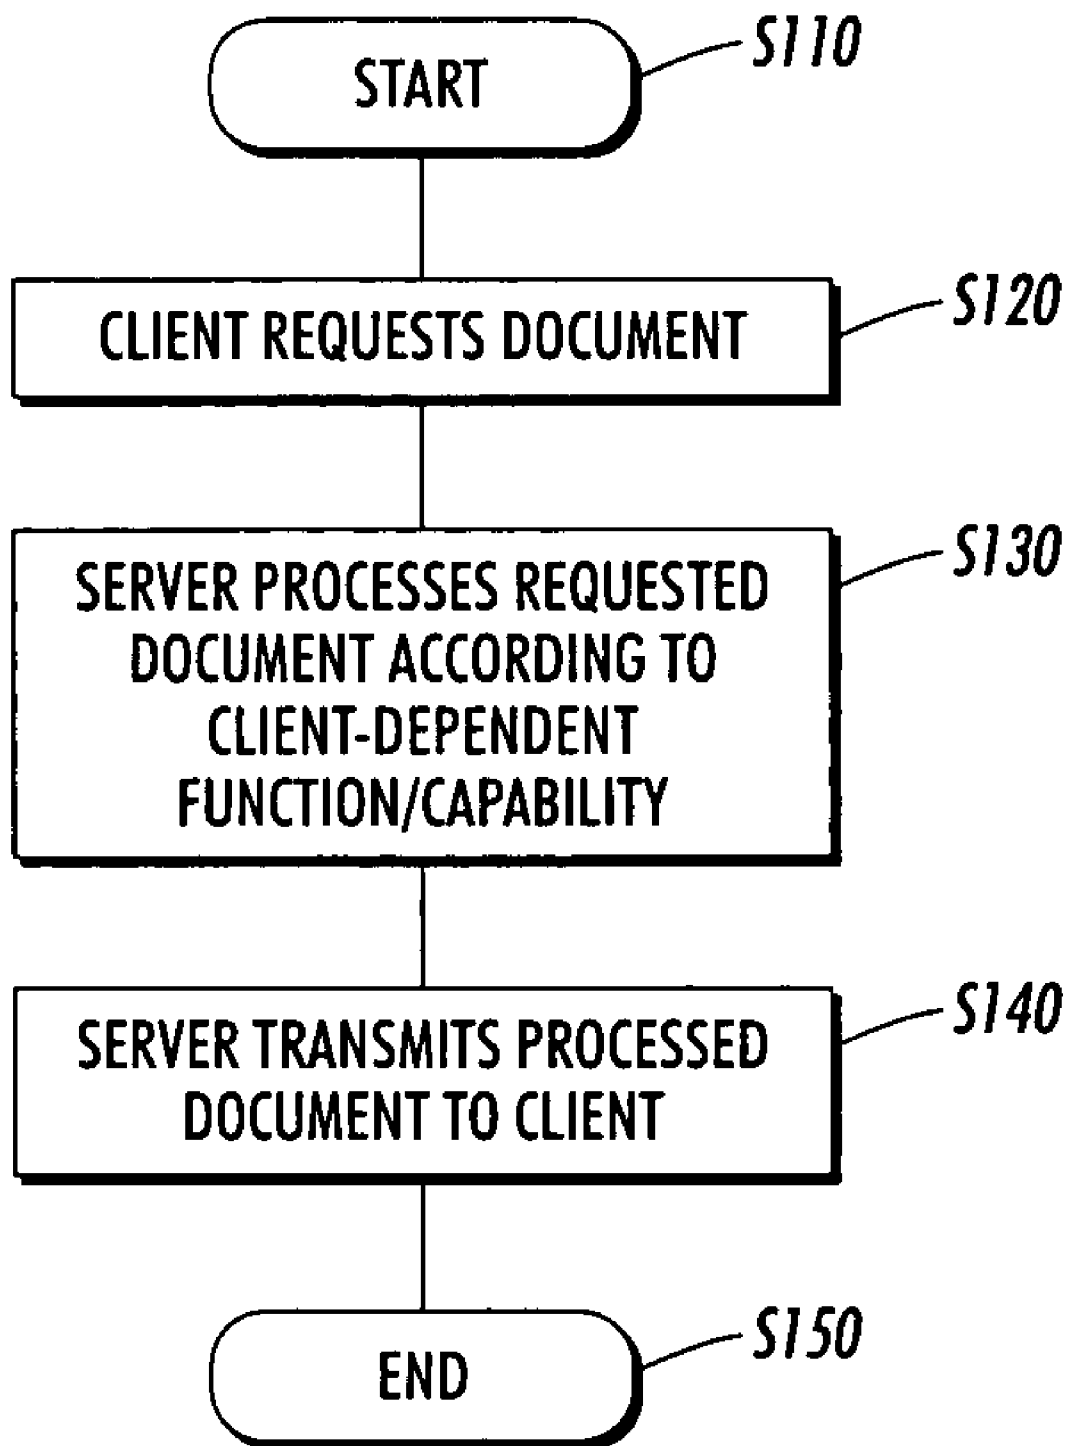 START
S110
CLIENT REQUESTS DOCUMENT
S120
SERVER PROCESSES REQUESTED
DOCUMENT ACCORDING TO
CLIENT-DEPENDENT
FUNCTION/CAPABILITY
S130
SERVER TRANSMITS PROCESSED
DOCUMENT TO CLIENT
S140
END
S150